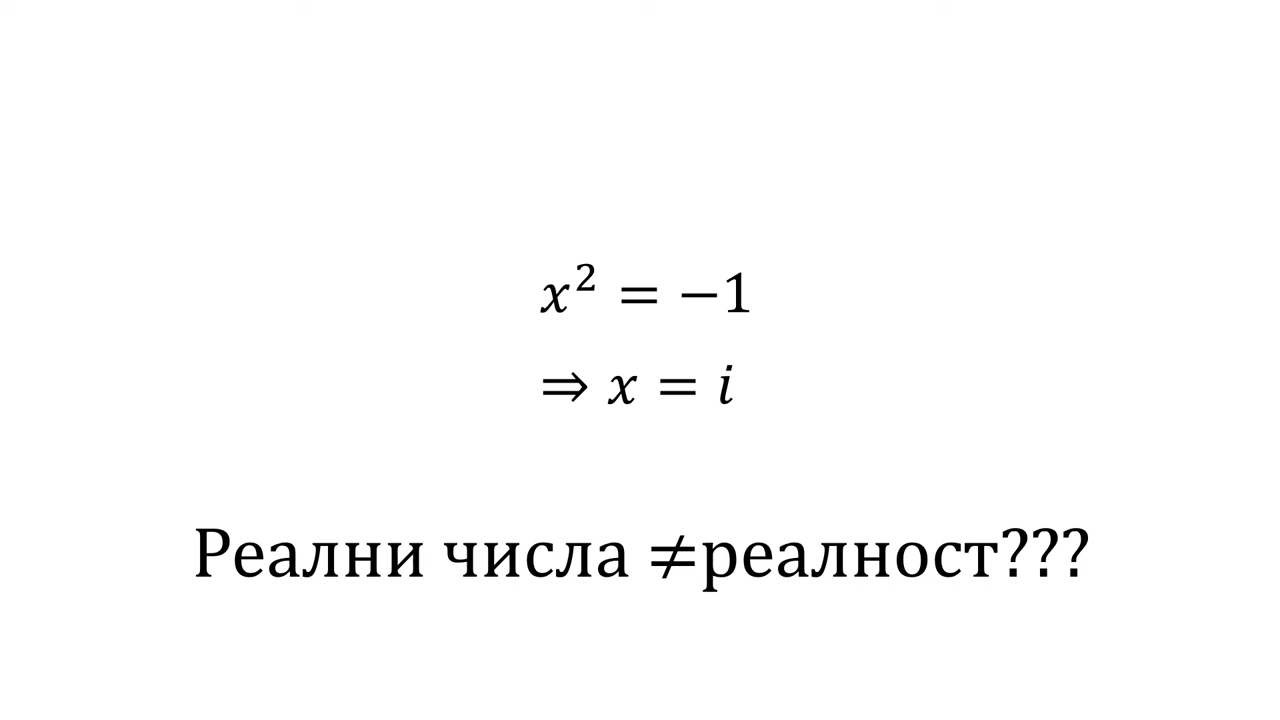 x² = −1
⇒ x = i
Реални числа ≠реалност???